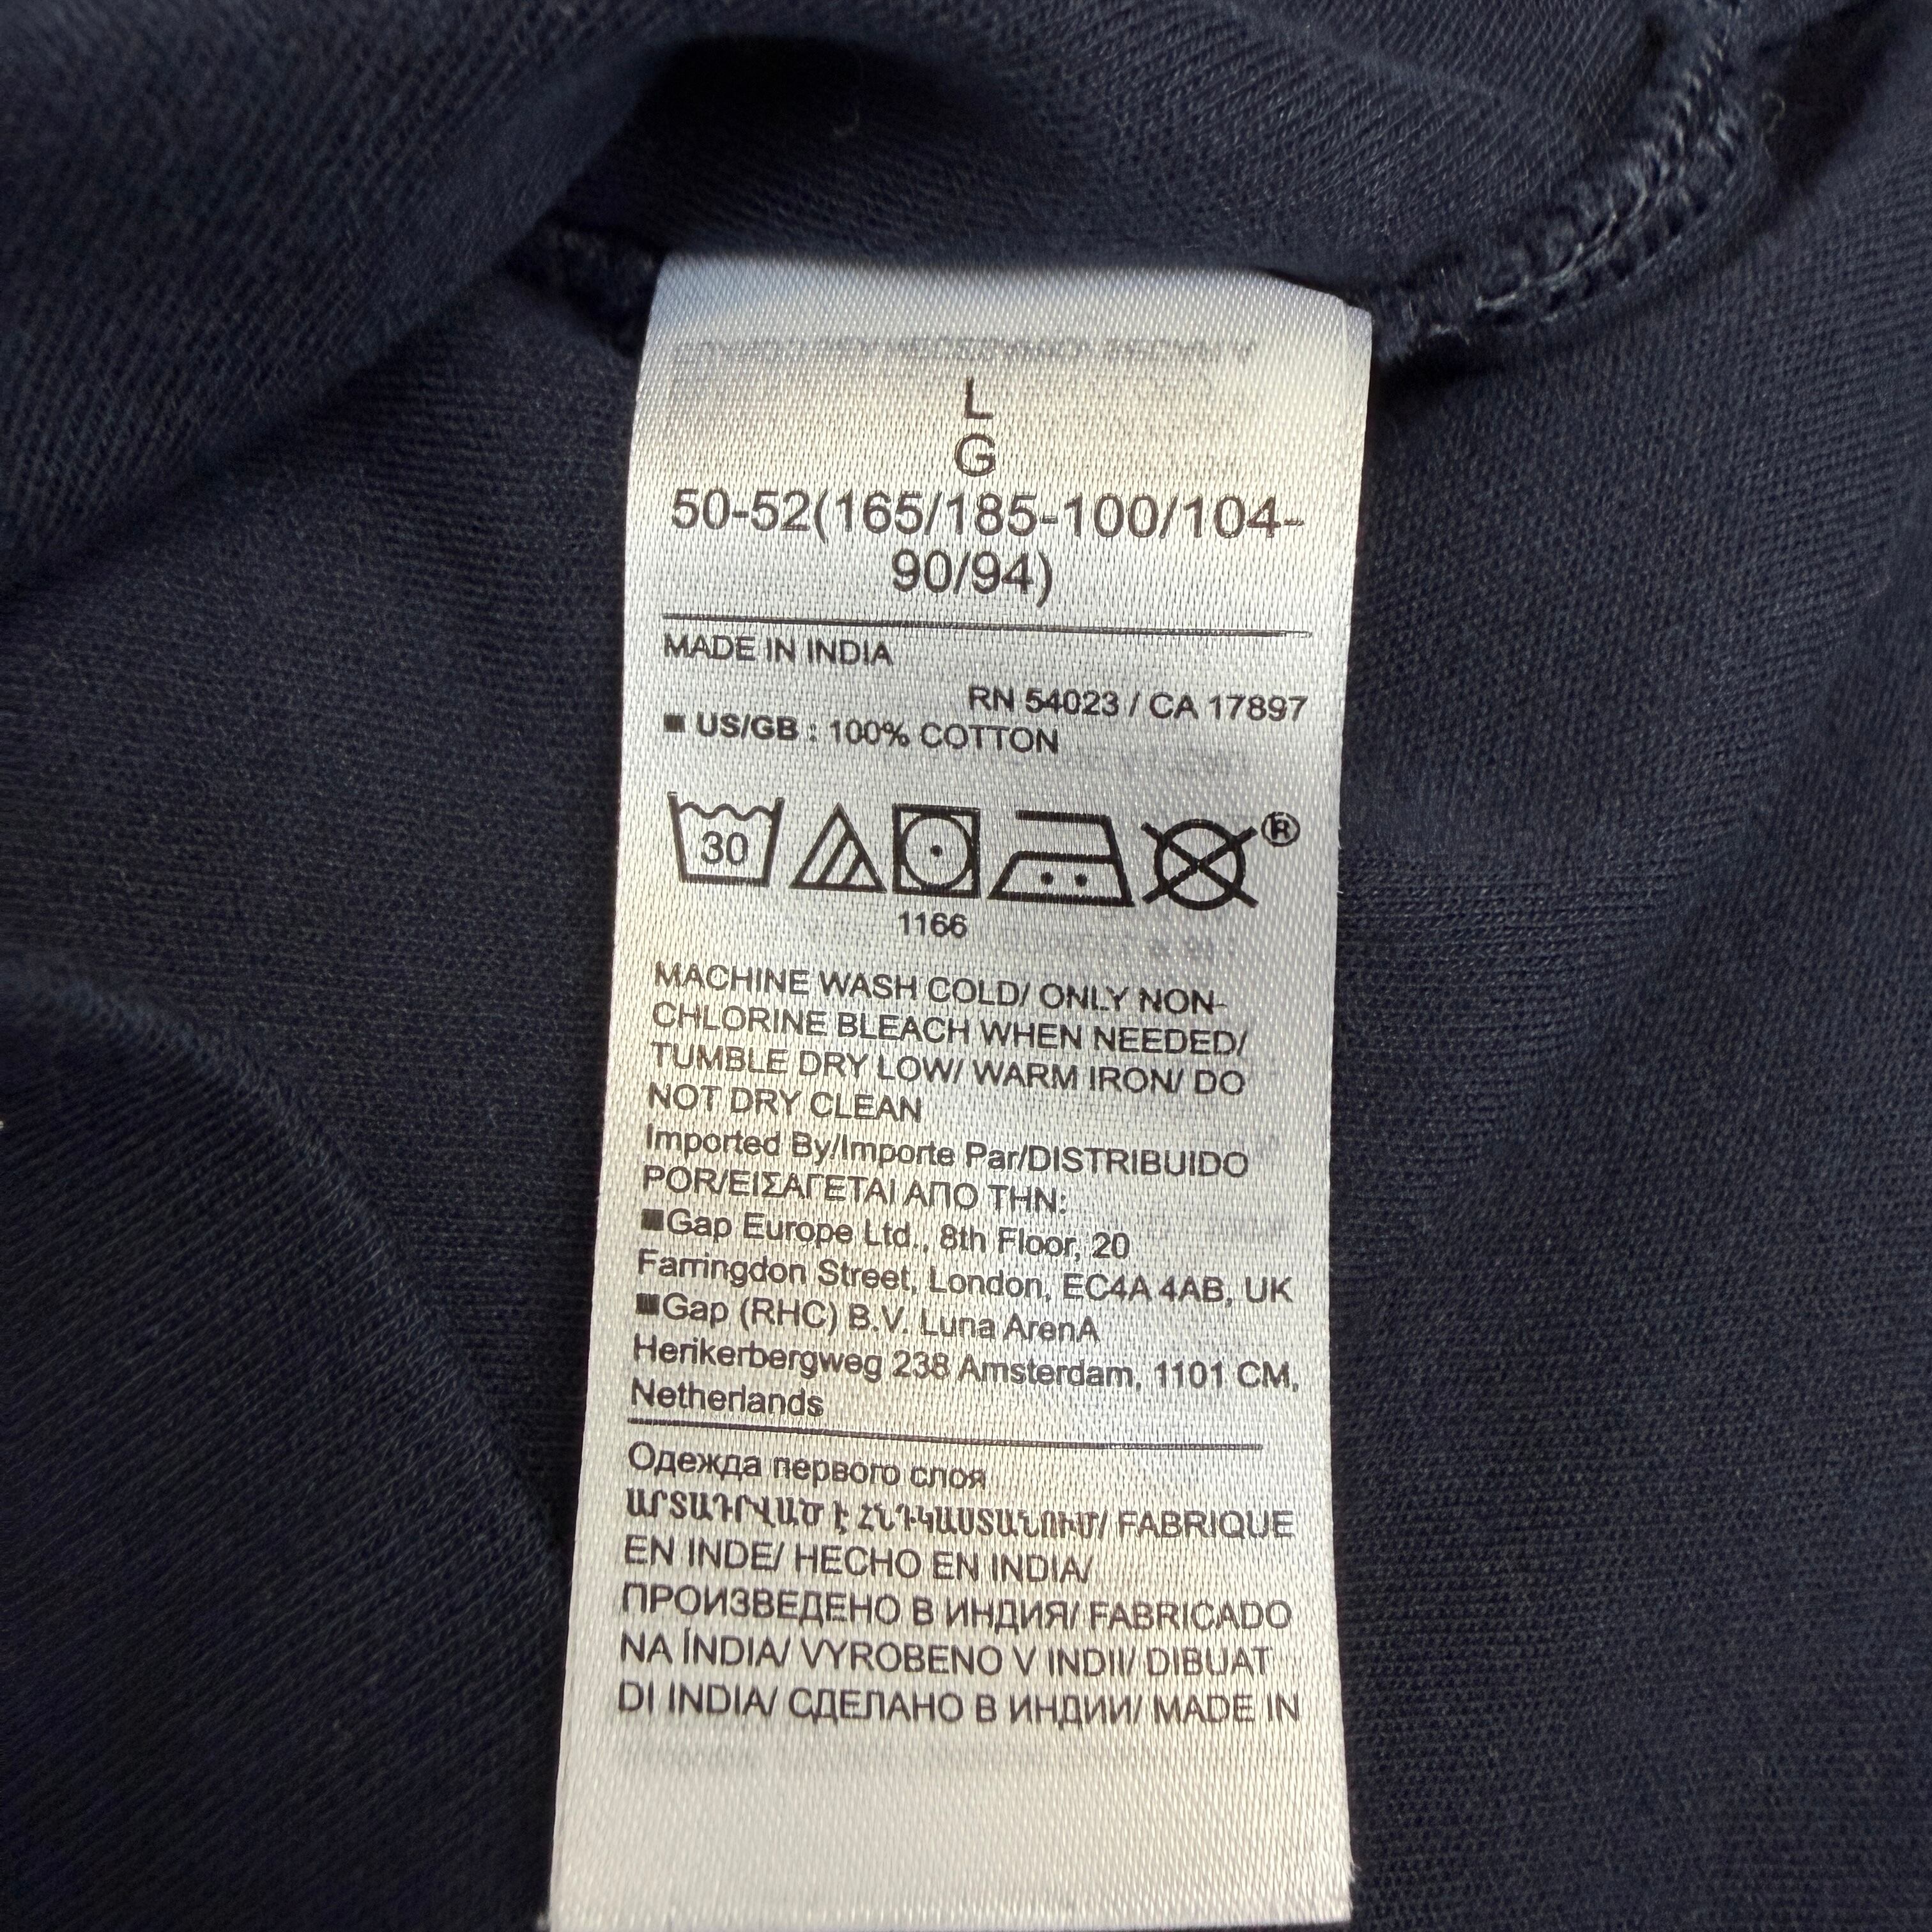 L
G
50-52(165/185-100/104-
90/94)
MADE IN INDIA
RN 54023 / CA 17897
■ US/GB : 100% COTTON
30
®
1166
MACHINE WASH COLD/ ONLY NON-
CHLORINE BLEACH WHEN NEEDED/
TUMBLE DRY LOW/ WARM IRON/ DO
NOT DRY CLEAN
Imported By/Importe Par/DISTRIBUIDO
POR/ΕΙΣΑΓΕΤΑΙ ΑΠΟ ΤΗΝ:
■Gap Europe Ltd., 8th Floor, 20
Farringdon Street, London, EC4A 4AB, UK
■Gap (RHC) B.V. Luna ArenA
Herikerbergweg 238 Amsterdam, 1101 CM,
Netherlands
Одежда первого слоя
ԱՐՏԱԴՐՎԱԾ Է ՀՆԴԿԱՍՏԱՆՈՒՄ/ FABRIQUE
EN INDE/ HECHO EN INDIA/
ПРОИЗВЕДЕНО В ИНДИЯ/ FABRICADO
NA ÍNDIA/ VYROBENO V INDII/ DIBUAT
DI INDIA/ СДЕЛАНО В ИНДИИ/ MADE IN